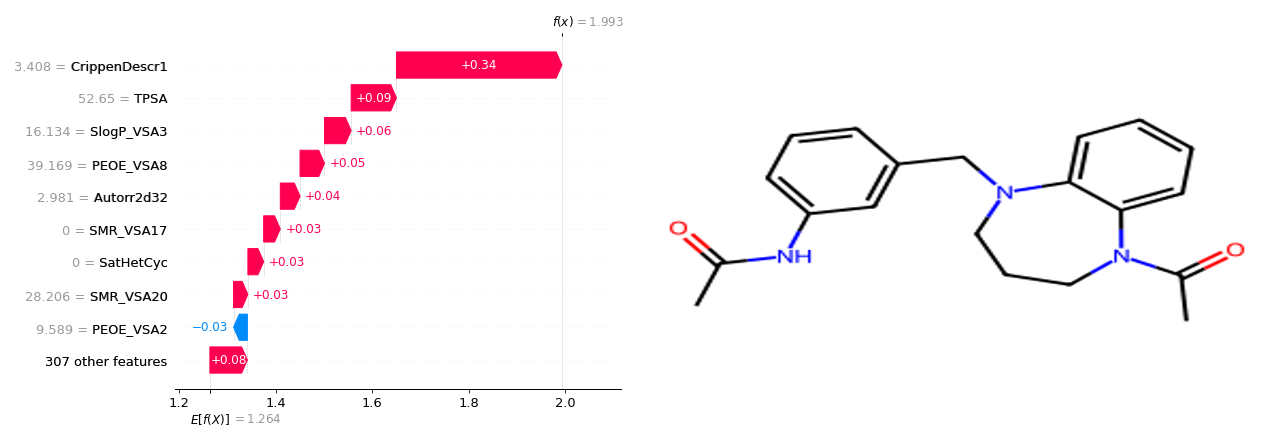 f(x) = 1.993
3.408 = CrippenDescr1
+0.34
52.65 = TPSA
+0.09
16.134 = SlogP_VSA3
+0.06
39.169 = PEOE_VSA8
+0.05
2.981 = Autorr2d32
+0.04
0 = SMR_VSA17
+0.03
0 = SatHetCyc
+0.03
28.206 = SMR_VSA20
+0.03
9.589 = PEOE_VSA2
−0.03
307 other features
+0.08
1.2 1.4 1.6 1.8 2.0
E[f(X)] = 1.264
N
O
NH
N
O